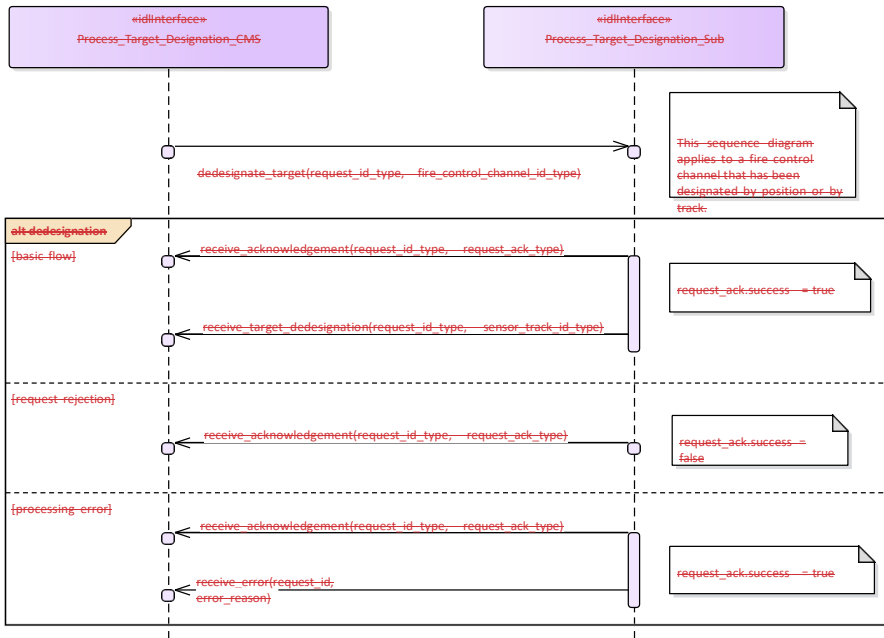 «idlInterface»
Process_Target_Designation_CMS
«idlInterface»
Process_Target_Designation_Sub
This sequence diagram
applies to a fire control
channel that has been
designated by position or by
track.
dedesignate_target(request_id_type, fire_control_channel_id_type)
alt dedesignation
[basic flow]
receive_acknowledgement(request_id_type, request_ack_type)
request_ack.success = true
receive_target_dedesignation(request_id_type, sensor_track_id_type)
[request rejection]
receive_acknowledgement(request_id_type, request_ack_type)
request_ack.success =
false
[processing error]
receive_acknowledgement(request_id_type, request_ack_type)
request_ack.success = true
receive_error(request_id,
error_reason)